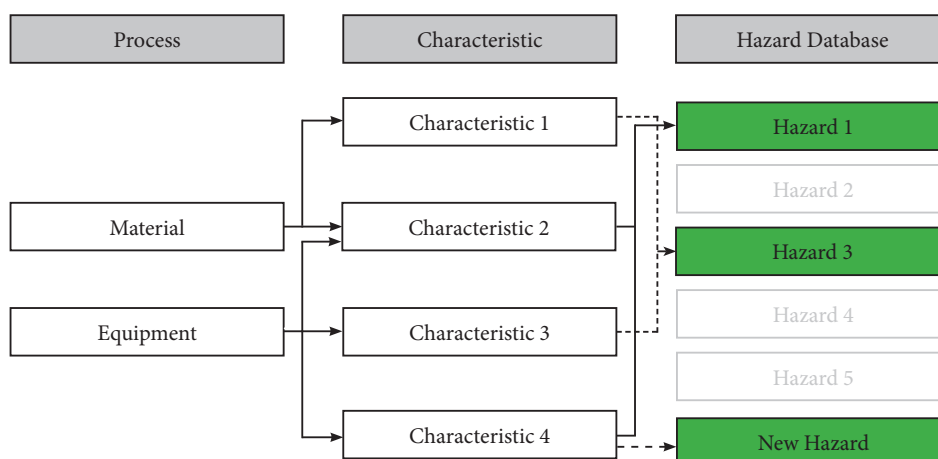 Process
Characteristic
Hazard Database
Characteristic 1
Hazard 1
Hazard 2
Material
Characteristic 2
Hazard 3
Equipment
Characteristic 3
Hazard 4
Hazard 5
Characteristic 4
New Hazard